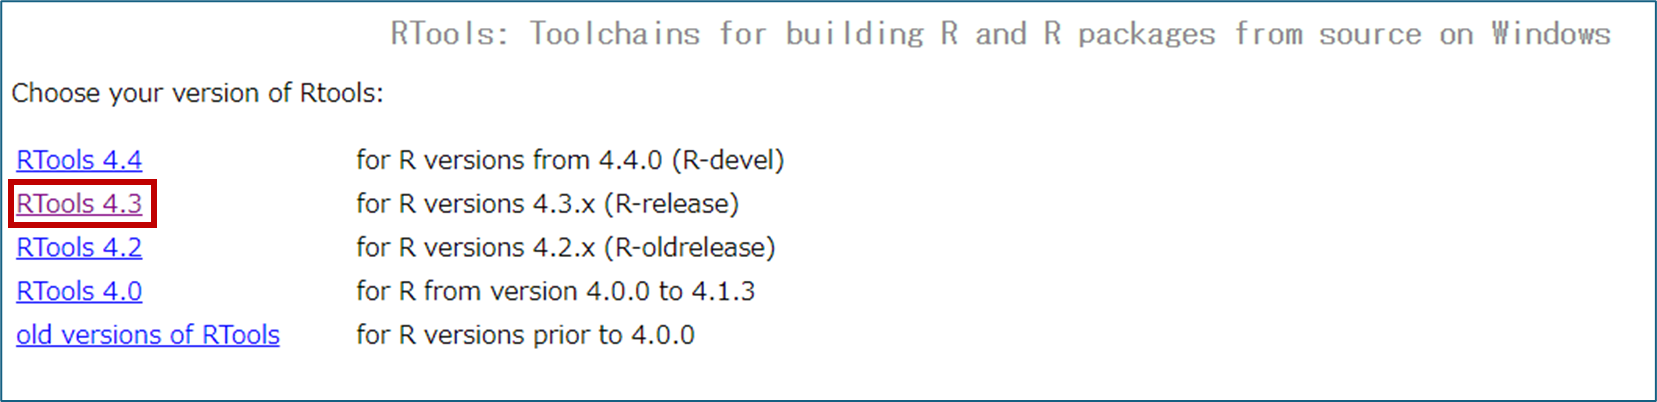 RTools: Toolchains for building R and R packages from source on Windows
Choose your version of Rtools:
RTools 4.4 for R versions from 4.4.0 (R-devel)
RTools 4.3 for R versions 4.3.x (R-release)
RTools 4.2 for R versions 4.2.x (R-oldrelease)
RTools 4.0 for R from version 4.0.0 to 4.1.3
old versions of RTools for R versions prior to 4.0.0